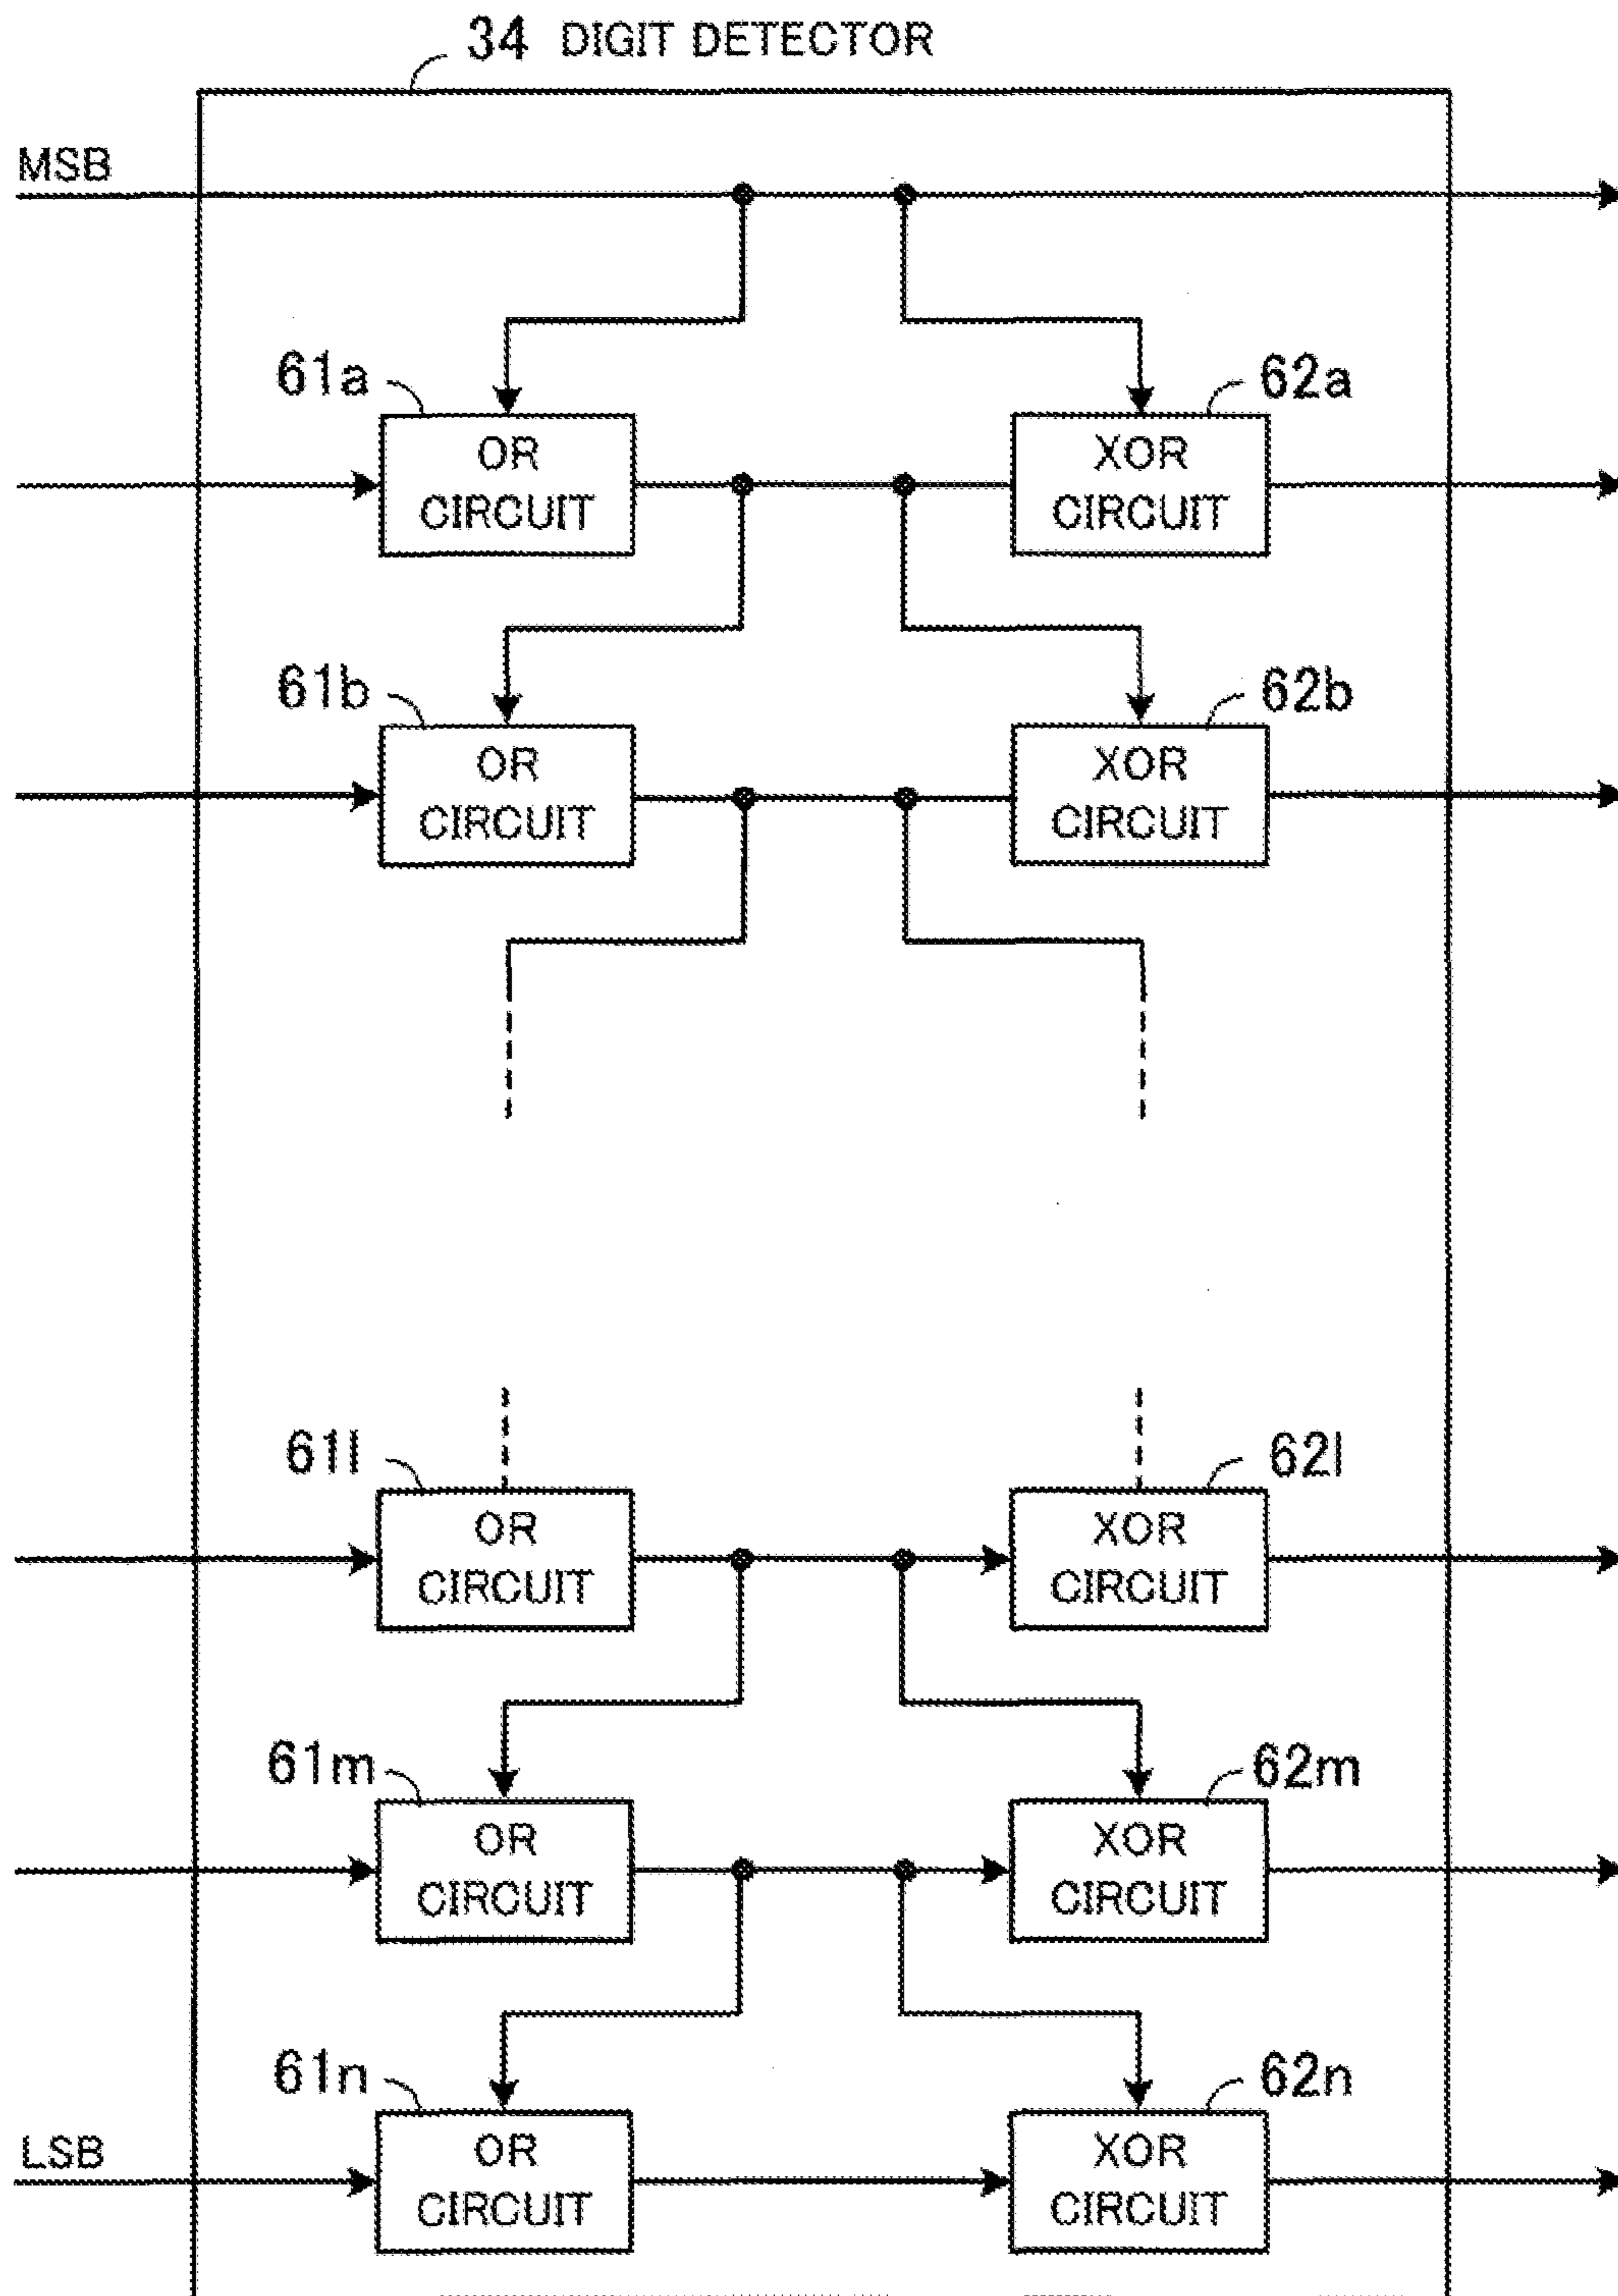 34 DIGIT DETECTOR
MSB
61a
62a
OR
CIRCUIT
XOR
CIRCUIT
61b
62b
OR
CIRCUIT
XOR
CIRCUIT
61l
62l
OR
CIRCUIT
XOR
CIRCUIT
61m
62m
OR
CIRCUIT
XOR
CIRCUIT
61n
62n
LSB
OR
CIRCUIT
XOR
CIRCUIT